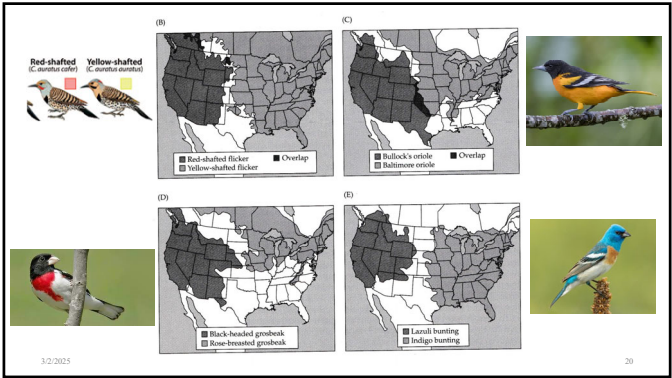 (B)
(C)
Red-shafted
(C. auratus cafer)
Yellow-shafted
(C. auratus auratus)
Red-shafted flicker
Overlap
Yellow-shafted flicker
Bullock's oriole
Overlap
Baltimore oriole
(D)
(E)
Black-headed grosbeak
Rose-breasted grosbeak
Lazuli bunting
Indigo bunting
3/2/2025
20